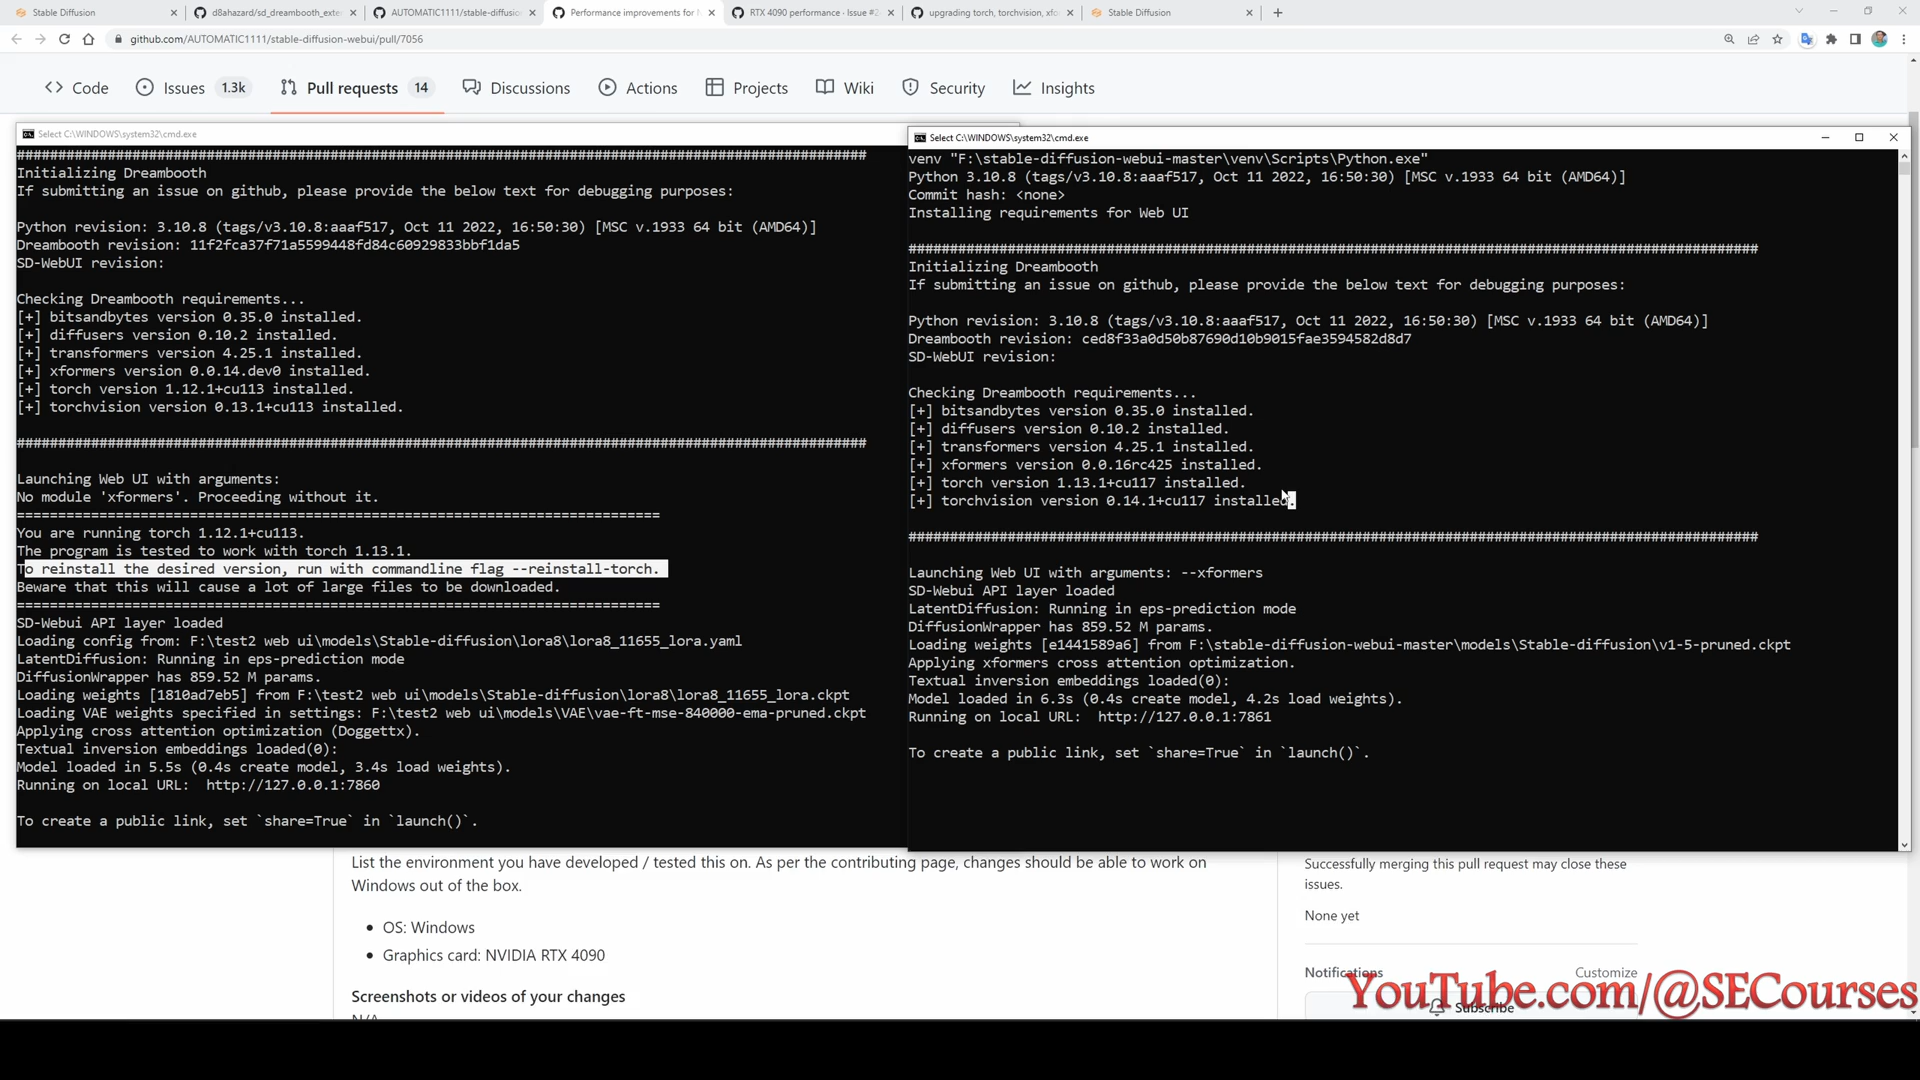 Stable Diffusion
d8ahazard/sd_dreambooth_exte
AUTOMATIC1111/stable-diffusion
Performance improvements for N
RTX 4090 performance · Issue #2
upgrading torch, torchvision, xfo
Stable Diffusion
github.com/AUTOMATIC1111/stable-diffusion-webui/pull/7056
Code
Issues 1.3k
Pull requests 14
Discussions
Actions
Projects
Wiki
Security
Insights
Select C:\WINDOWS\system32\cmd.exe
####################################################################################################
Initializing Dreambooth
If submitting an issue on github, please provide the below text for debugging purposes:
Python revision: 3.10.8 (tags/v3.10.8:aaaf517, Oct 11 2022, 16:50:30) [MSC v.1933 64 bit (AMD64)]
Dreambooth revision: 11f2fca37f71a5599448fd84c60929833bbf1da5
SD-WebUI revision:
Checking Dreambooth requirements...
[+] bitsandbytes version 0.35.0 installed.
[+] diffusers version 0.10.2 installed.
[+] transformers version 4.25.1 installed.
[+] xformers version 0.0.14.dev0 installed.
[+] torch version 1.12.1+cu113 installed.
[+] torchvision version 0.13.1+cu113 installed.
####################################################################################################
Launching Web UI with arguments:
No module 'xformers'. Proceeding without it.
==============================================================================
You are running torch 1.12.1+cu113.
The program is tested to work with torch 1.13.1.
To reinstall the desired version, run with commandline flag --reinstall-torch.
Beware that this will cause a lot of large files to be downloaded.
==============================================================================
SD-Webui API layer loaded
Loading config from: F:\test2 web ui\models\Stable-diffusion\lora8\lora8_11655_lora.yaml
LatentDiffusion: Running in eps-prediction mode
DiffusionWrapper has 859.52 M params.
Loading weights [1810ad7eb5] from F:\test2 web ui\models\Stable-diffusion\lora8\lora8_11655_lora.ckpt
Loading VAE weights specified in settings: F:\test2 web ui\models\VAE\vae-ft-mse-840000-ema-pruned.ckpt
Applying cross attention optimization (Doggettx).
Textual inversion embeddings loaded(0):
Model loaded in 5.5s (0.4s create model, 3.4s load weights).
Running on local URL:  http://127.0.0.1:7860
To create a public link, set `share=True` in `launch()`.
Select C:\WINDOWS\system32\cmd.exe
venv "F:\stable-diffusion-webui-master\venv\Scripts\Python.exe"
Python 3.10.8 (tags/v3.10.8:aaaf517, Oct 11 2022, 16:50:30) [MSC v.1933 64 bit (AMD64)]
Commit hash: <none>
Installing requirements for Web UI
####################################################################################################
Initializing Dreambooth
If submitting an issue on github, please provide the below text for debugging purposes:
Python revision: 3.10.8 (tags/v3.10.8:aaaf517, Oct 11 2022, 16:50:30) [MSC v.1933 64 bit (AMD64)]
Dreambooth revision: ced8f33a0d50b87690d10b9015fae3594582d8d7
SD-WebUI revision:
Checking Dreambooth requirements...
[+] bitsandbytes version 0.35.0 installed.
[+] diffusers version 0.10.2 installed.
[+] transformers version 4.25.1 installed.
[+] xformers version 0.0.16rc425 installed.
[+] torch version 1.13.1+cu117 installed.
[+] torchvision version 0.14.1+cu117 installed.
####################################################################################################
Launching Web UI with arguments: --xformers
SD-Webui API layer loaded
LatentDiffusion: Running in eps-prediction mode
DiffusionWrapper has 859.52 M params.
Loading weights [e1441589a6] from F:\stable-diffusion-webui-master\models\Stable-diffusion\v1-5-pruned.ckpt
Applying xformers cross attention optimization.
Textual inversion embeddings loaded(0):
Model loaded in 6.3s (0.4s create model, 4.2s load weights).
Running on local URL:  http://127.0.0.1:7861
To create a public link, set `share=True` in `launch()`.
List the environment you have developed / tested this on. As per the contributing page, changes should be able to work on
Windows out of the box.
• OS: Windows
• Graphics card: NVIDIA RTX 4090
Screenshots or videos of your changes
N/A
Successfully merging this pull request may close these
issues.
None yet
Notifications
Customize
Subscribe
YouTube.com/@SECourses